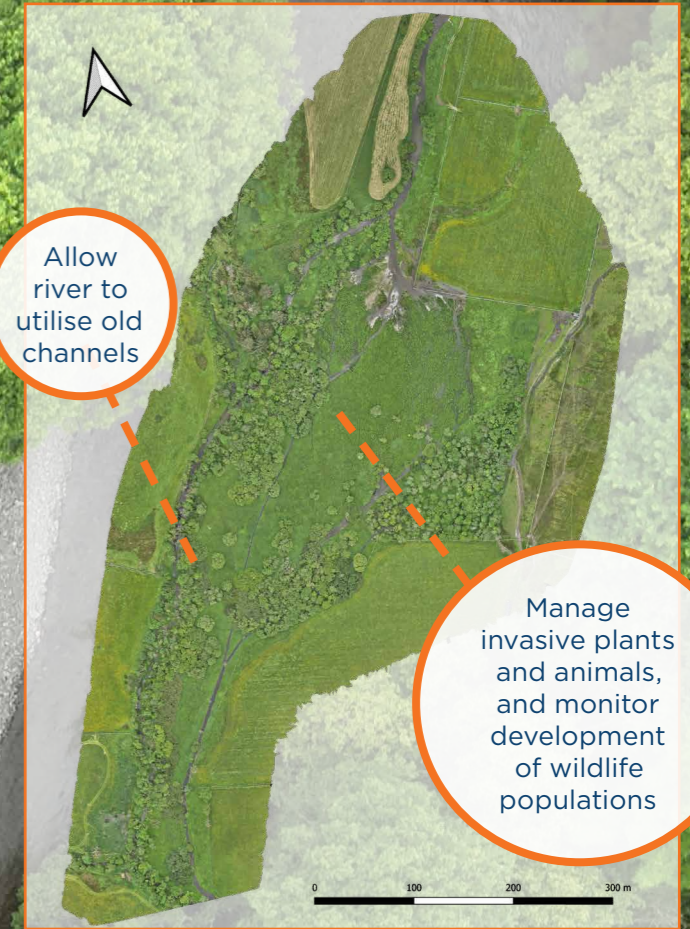 Allow
river to
utilise old
channels
Manage
invasive plants
and animals,
and monitor
development
of wildlife
populations
0 100 200 300 m